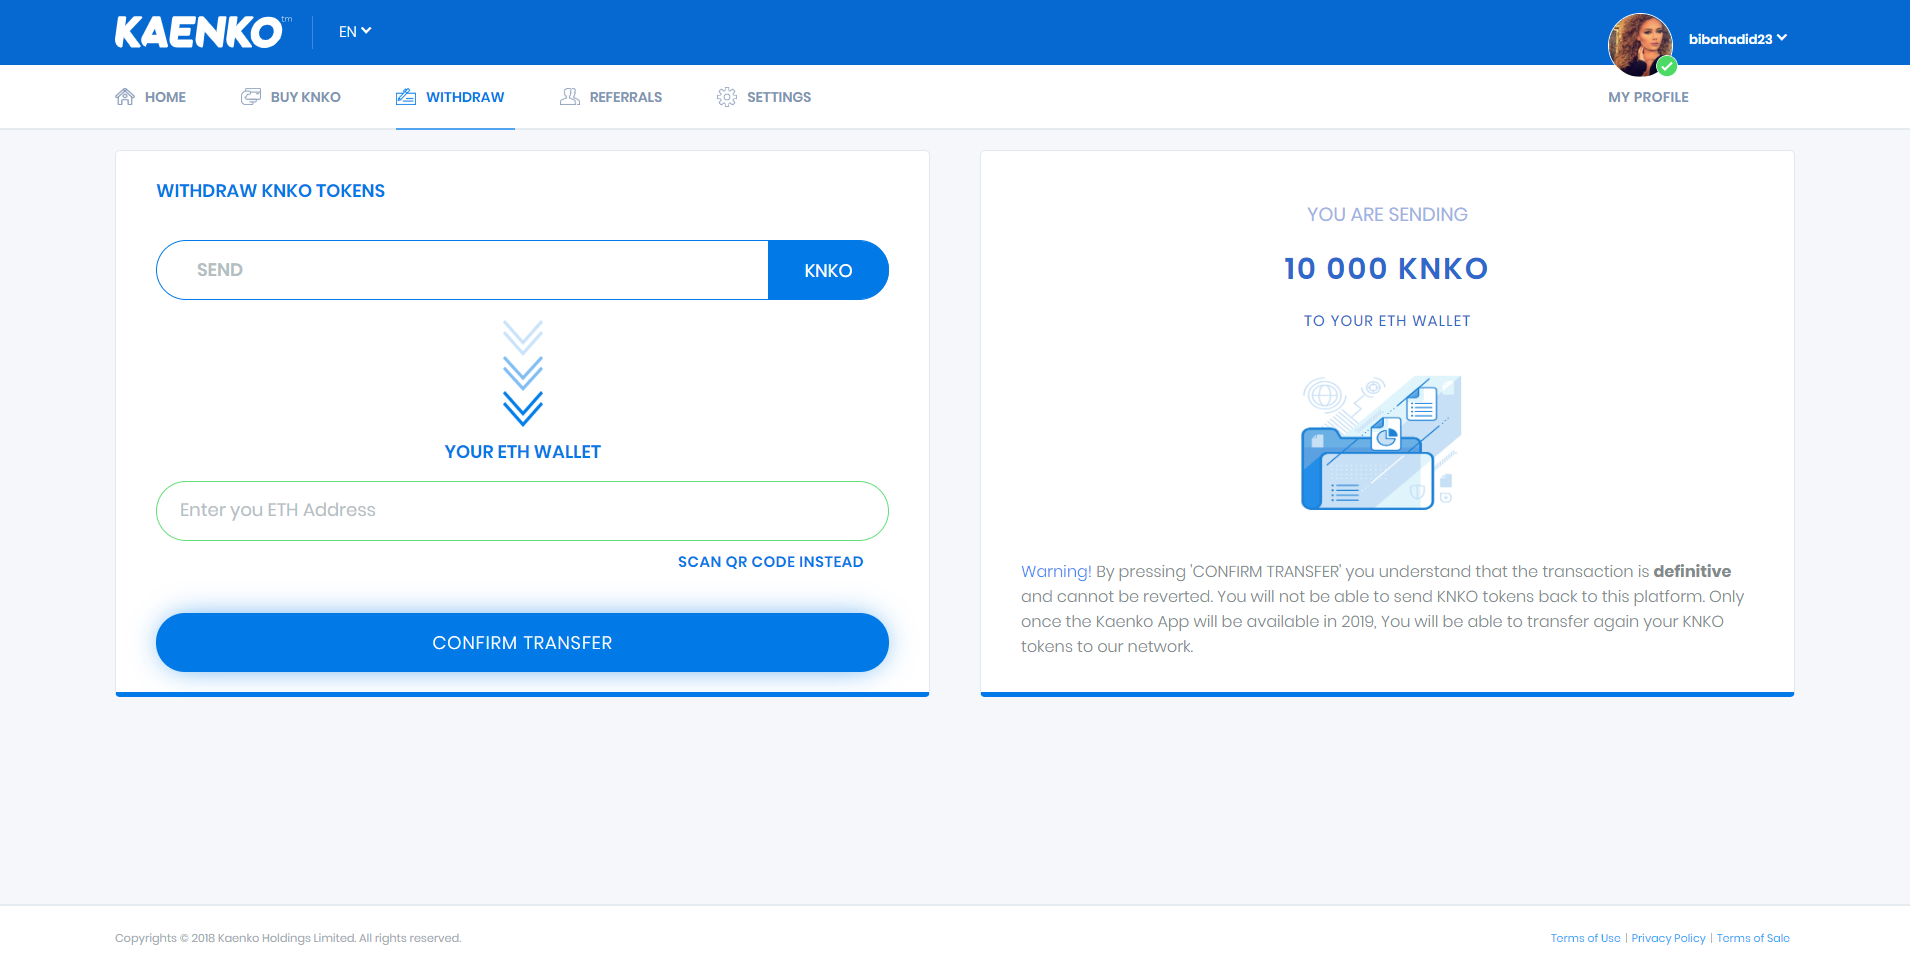 KAENKO tm
EN
bibahadid23
HOME
BUY KNKO
WITHDRAW
REFERRALS
SETTINGS
MY PROFILE
WITHDRAW KNKO TOKENS
SEND
KNKO
YOUR ETH WALLET
Enter you ETH Address
SCAN QR CODE INSTEAD
CONFIRM TRANSFER
YOU ARE SENDING
10 000 KNKO
TO YOUR ETH WALLET
Warning! By pressing 'CONFIRM TRANSFER' you understand that the transaction is definitive
and cannot be reverted. You will not be able to send KNKO tokens back to this platform. Only
once the Kaenko App will be available in 2019, You will be able to transfer again your KNKO
tokens to our network.
Copyrights © 2018 Kaenko Holdings Limited. All rights reserved.
Terms of Use | Privacy Policy | Terms of Sale